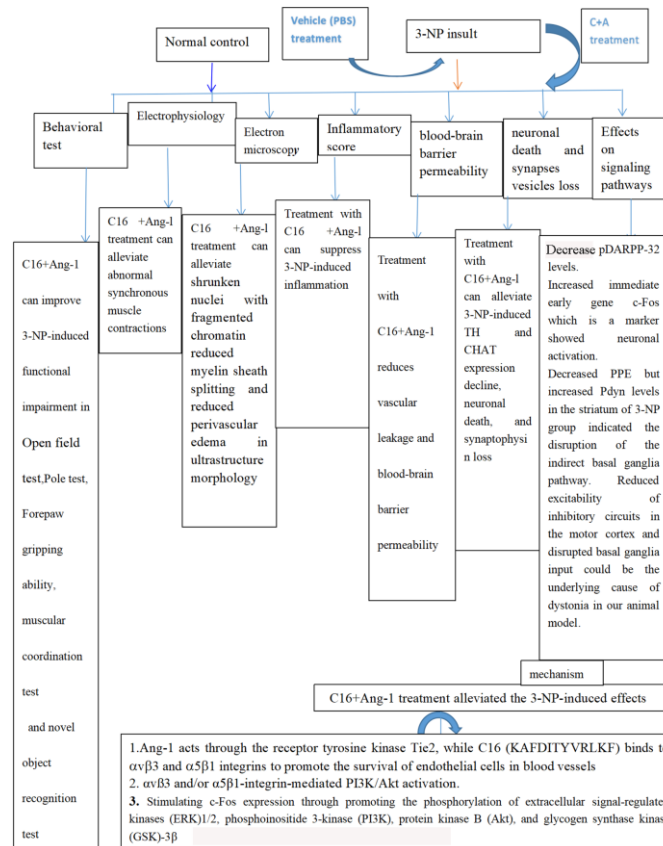 Normal control
Vehicle (PBS)
treatment
3-NP insult
C+A
treatment
Behavioral
test
Electrophysiology
Electron
microscopy
Inflammatory
score
blood-brain
barrier
permeability
neuronal
death and
synapses
vesicles loss
Effects
on
signaling
pathways
C16+Ang-1
can improve
3-NP-induced
functional
impairment in
Open field
test,Pole test,
Forepaw
gripping
ability,
muscular
coordination
test
and novel
object
recognition
test
C16 +Ang-l
treatment can
alleviate
abnormal
synchronous
muscle
contractions
C16 +Ang-l
treatment can
alleviate
shrunken
nuclei with
fragmented
chromatin
reduced
myelin sheath
splitting and
reduced
perivascular
edema in
ultrastructure
morphology
Treatment with
C16 +Ang-l
can suppress
3-NP-induced
inflammation
Treatment
with
C16+Ang-1
reduces
vascular
leakage and
blood-brain
barrier
permeability
Treatment
with
C16+Ang-l
can alleviate
3-NP-induced
TH and
CHAT
expression
decline,
neuronal
death, and
synaptophysi
n loss
Decrease pDARPP-32
levels.
Increased immediate
early gene c-Fos
which is a marker
showed neuronal
activation.
Decreased PPE but
increased Pdyn levels
in the striatum of 3-NP
group indicated the
disruption of the
indirect basal ganglia
pathway. Reduced
excitability of
inhibitory circuits in
the motor cortex and
disrupted basal ganglia
input could be the
underlying cause of
dystonia in our animal
model.
mechanism
C16+Ang-1 treatment alleviated the 3-NP-induced effects
1.Ang-1 acts through the receptor tyrosine kinase Tie2, while C16 (KAFDITYVRLKF) binds t
αvβ3 and α5β1 integrins to promote the survival of endothelial cells in blood vessels
2. αvß3 and/or α5β1-integrin-mediated PI3K/Akt activation.
3. Stimulating c-Fos expression through promoting the phosphorylation of extracellular signal-regulate
kinases (ERK)1/2, phosphoinositide 3-kinase (PI3K), protein kinase B (Akt), and glycogen synthase kinas
(GSK)-3β